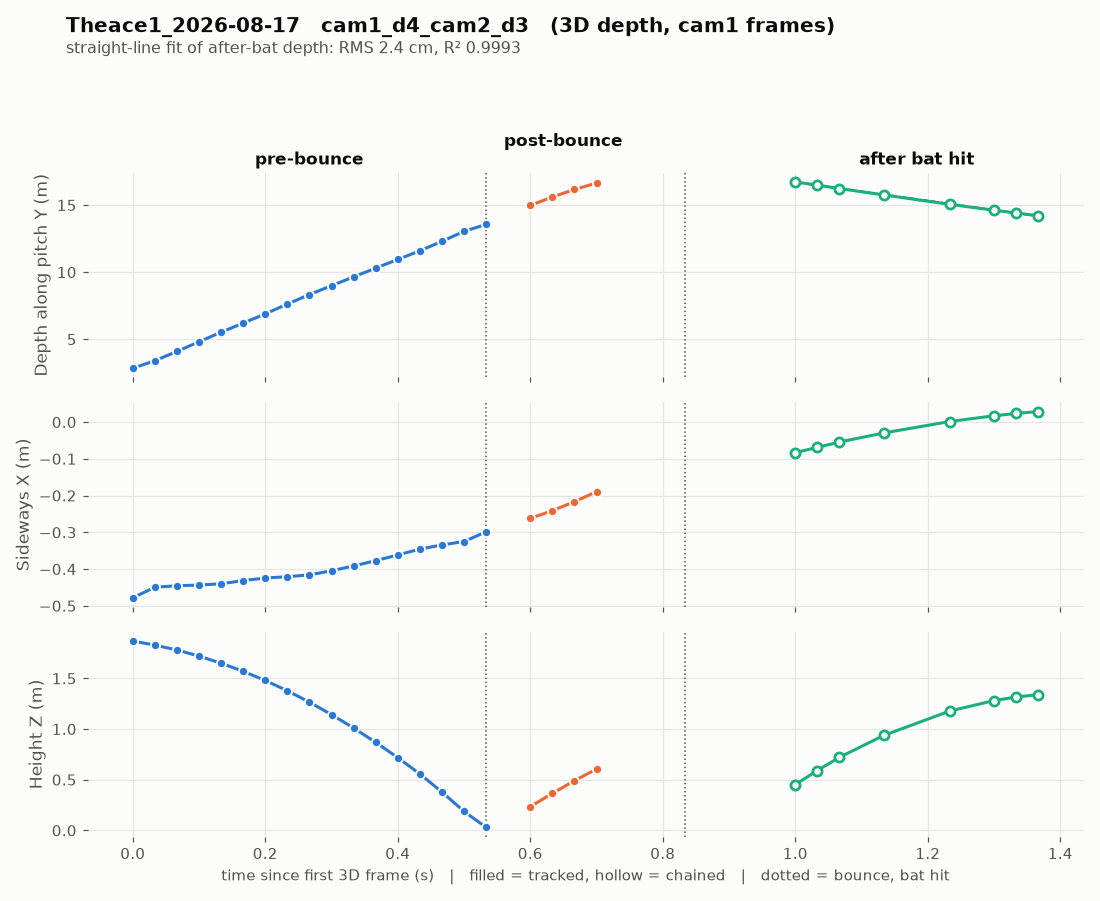 Theace1_2026-08-17   cam1_d4_cam2_d3   (3D depth, cam1 frames)
straight-line fit of after-bat depth: RMS 2.4 cm, R² 0.9993
post-bounce
pre-bounce
after bat hit
Depth along pitch Y (m)
15
10
5
Sideways X (m)
0.0
−0.1
−0.2
−0.3
−0.4
−0.5
Height Z (m)
1.5
1.0
0.5
0.0
0.0 0.2 0.4 0.6 0.8 1.0 1.2 1.4
time since first 3D frame (s)   |   filled = tracked, hollow = chained   |   dotted = bounce, bat hit